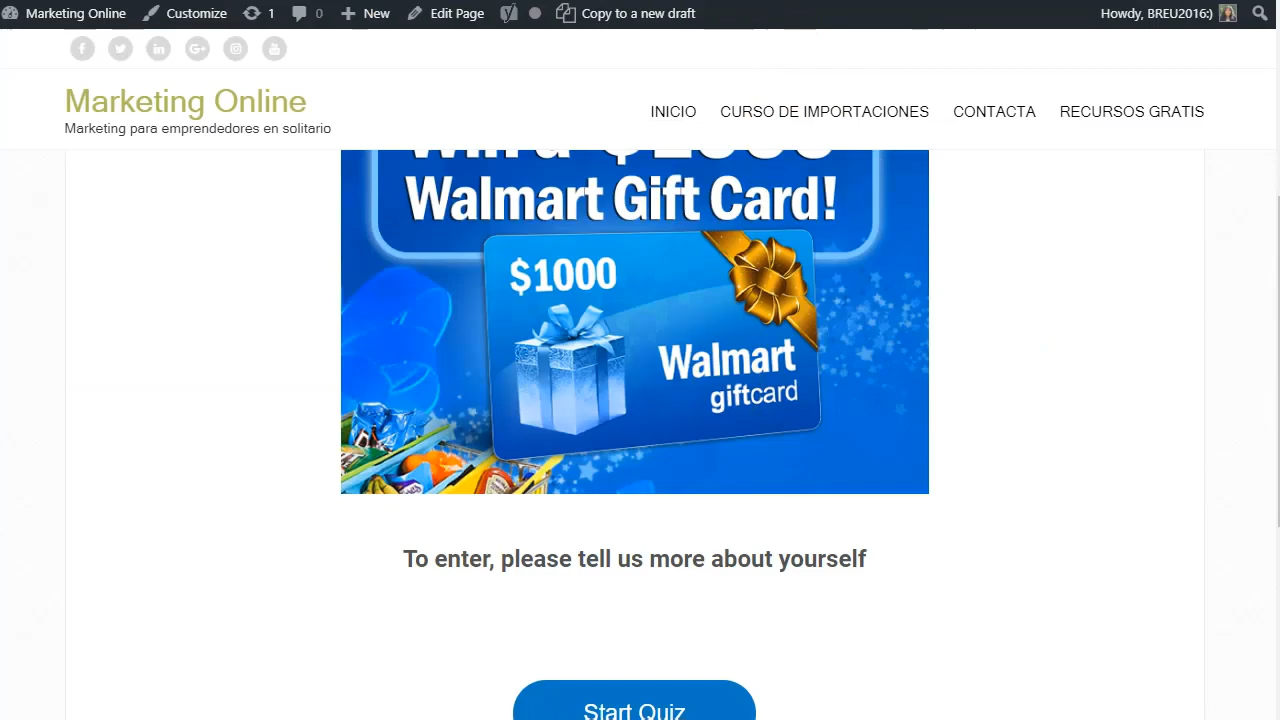 Marketing Online Customize 1 0 New Edit Page Copy to a new draft Howdy, BREU2016:)
Marketing Online
Marketing para emprendedores en solitario
INICIO CURSO DE IMPORTACIONES CONTACTA RECURSOS GRATIS
Walmart Gift Card!
$1000
Walmart
giftcard
To enter, please tell us more about yourself
Start Quiz